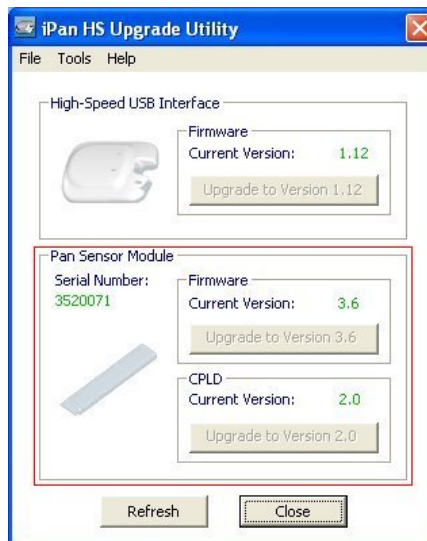 iPan HS Upgrade Utility
File Tools Help
High-Speed USB Interface
Firmware
Current Version: 1.12
Upgrade to Version 1.12
Pan Sensor Module
Serial Number:
3520071
Firmware
Current Version: 3.6
Upgrade to Version 3.6
CPLD
Current Version: 2.0
Upgrade to Version 2.0
Refresh Close